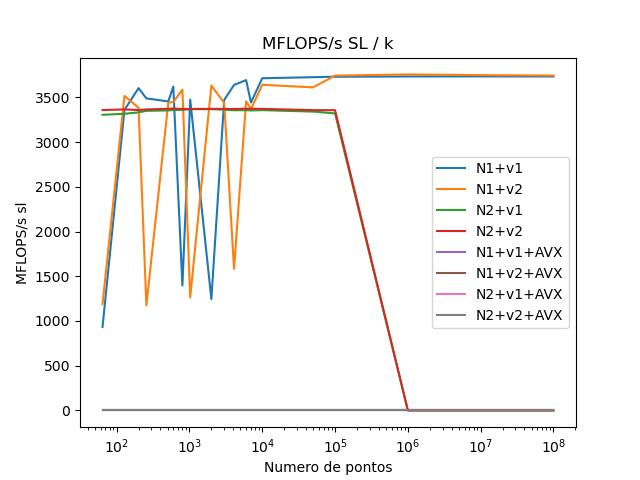 MFLOPS/s SL / k
MFLOPS/s sl
3500
3000
2500
2000
1500
1000
500
0
N1+v1
N1+v2
N2+v1
N2+v2
N1+v1+AVX
N1+v2+AVX
N2+v1+AVX
N2+v2+AVX
10² 10³ 10⁴ 10⁵ 10⁶ 10⁷ 10⁸
Numero de pontos